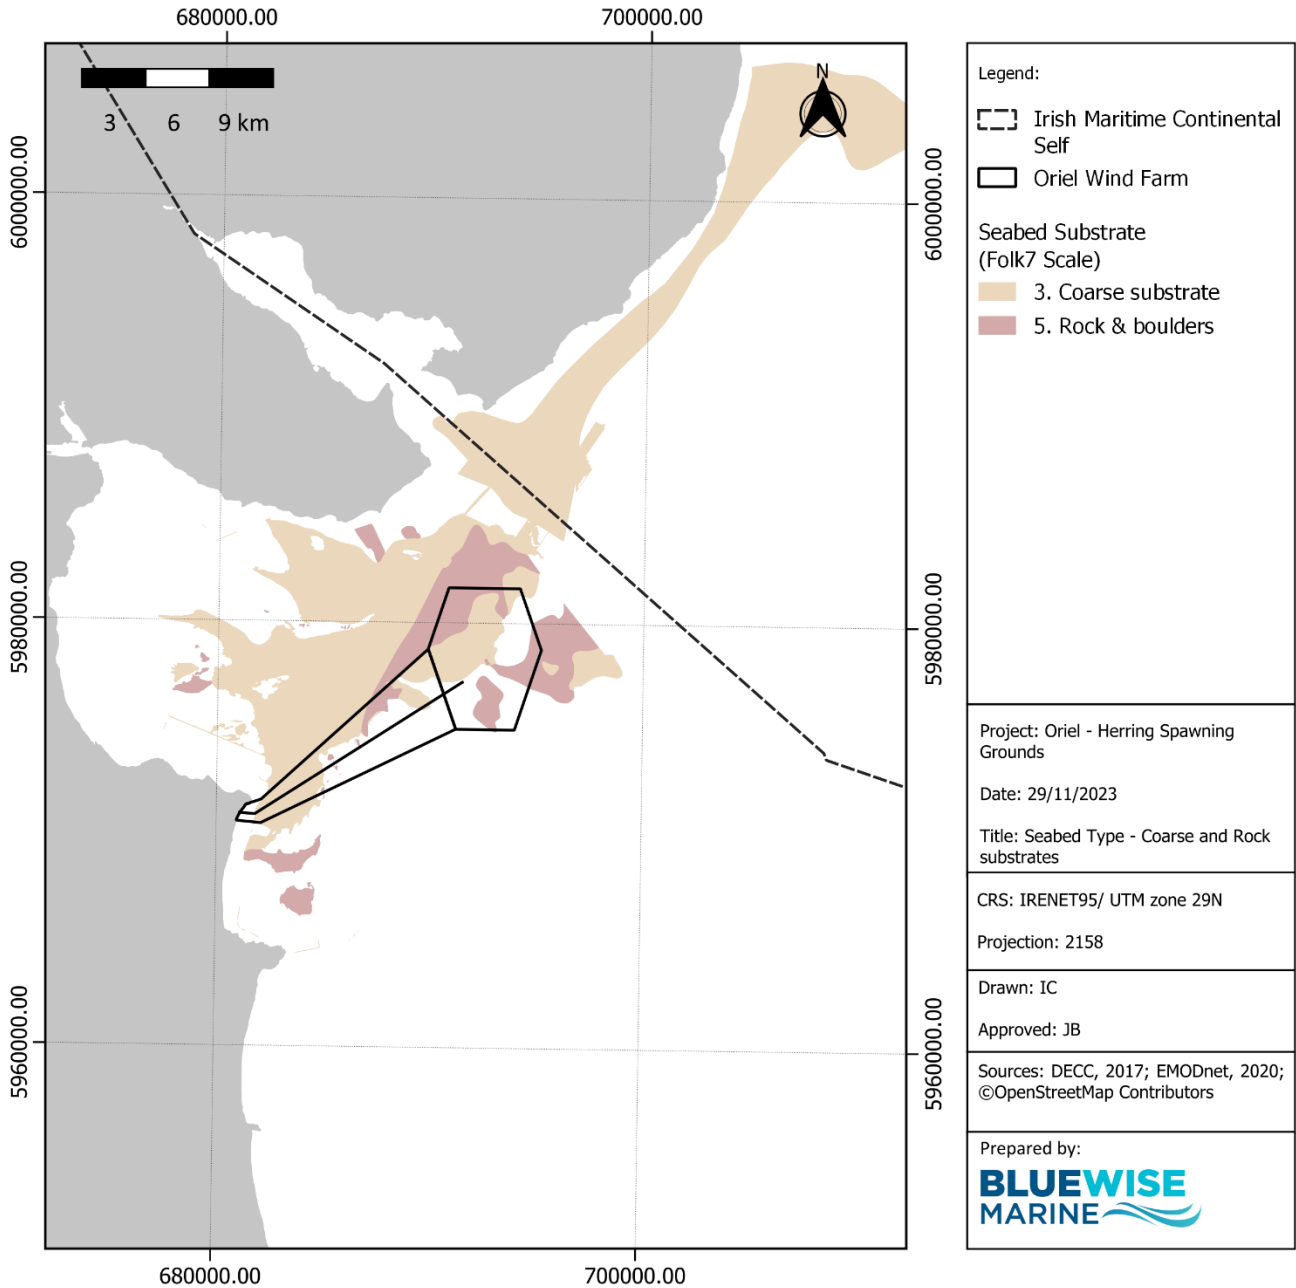 680000.00
700000.00
3
6
9 km
N
6000000.00
6000000.00
5980000.00
5980000.00
5960000.00
5960000.00
680000.00
700000.00
Legend:
Irish Maritime Continental
Self
Oriel Wind Farm
Seabed Substrate
(Folk7 Scale)
3. Coarse substrate
5. Rock & boulders
Project: Oriel - Herring Spawning
Grounds
Date: 29/11/2023
Title: Seabed Type - Coarse and Rock
substrates
CRS: IRENET95/ UTM zone 29N
Projection: 2158
Drawn: IC
Approved: JB
Sources: DECC, 2017; EMODnet, 2020;
©OpenStreetMap Contributors
Prepared by:
BLUEWISE
MARINE